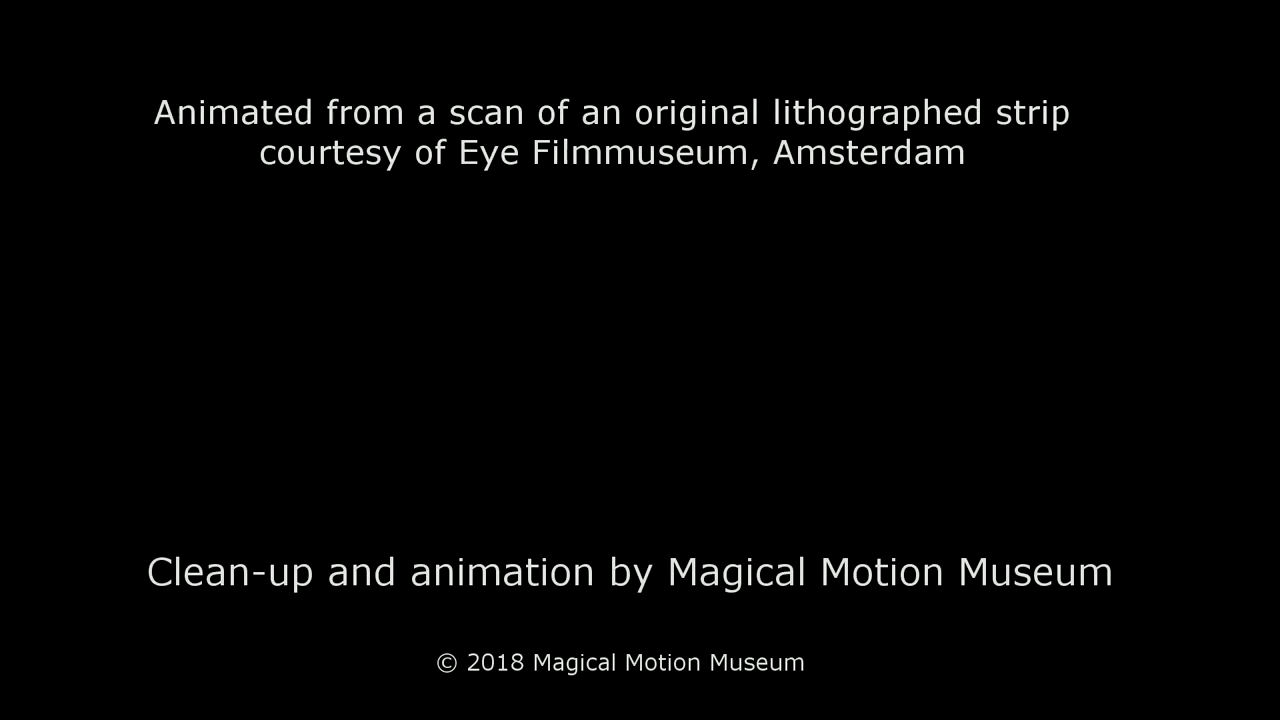 Animated from a scan of an original lithographed strip
courtesy of Eye Filmmuseum, Amsterdam
Clean-up and animation by Magical Motion Museum
© 2018 Magical Motion Museum